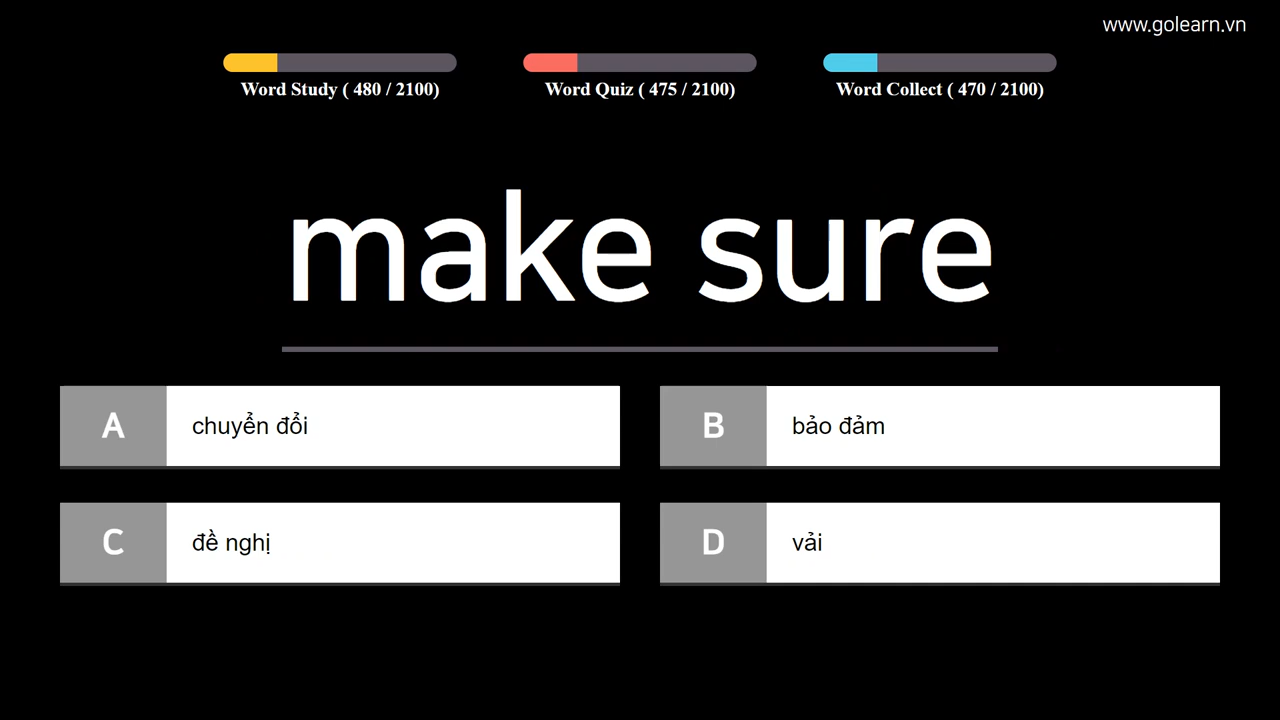 www.golearn.vn
Word Study ( 480 / 2100)
Word Quiz ( 475 / 2100)
Word Collect ( 470 / 2100)
make sure
A chuyển đổi
B bảo đảm
C đề nghị
D vải